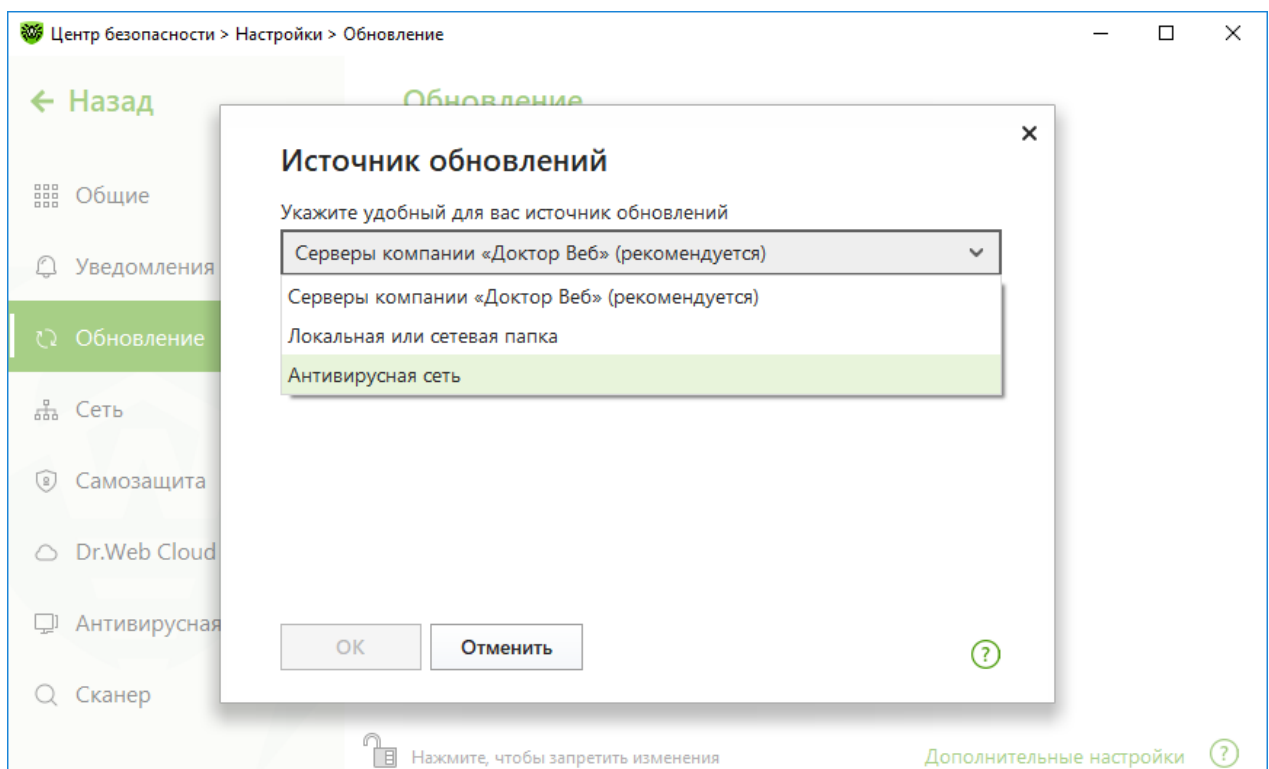 Центр безопасности > Настройки > Обновление
Назад
Обновление
Общие
Уведомления
Обновление
Сеть
Самозащита
Dr.Web Cloud
Антивирусная
Сканер
Источник обновлений
Укажите удобный для вас источник обновлений
Серверы компании «Доктор Веб» (рекомендуется)
Серверы компании «Доктор Веб» (рекомендуется)
Локальная или сетевая папка
Антивирусная сеть
ОК
Отменить
?
Нажмите, чтобы запретить изменения
Дополнительные настройки
?